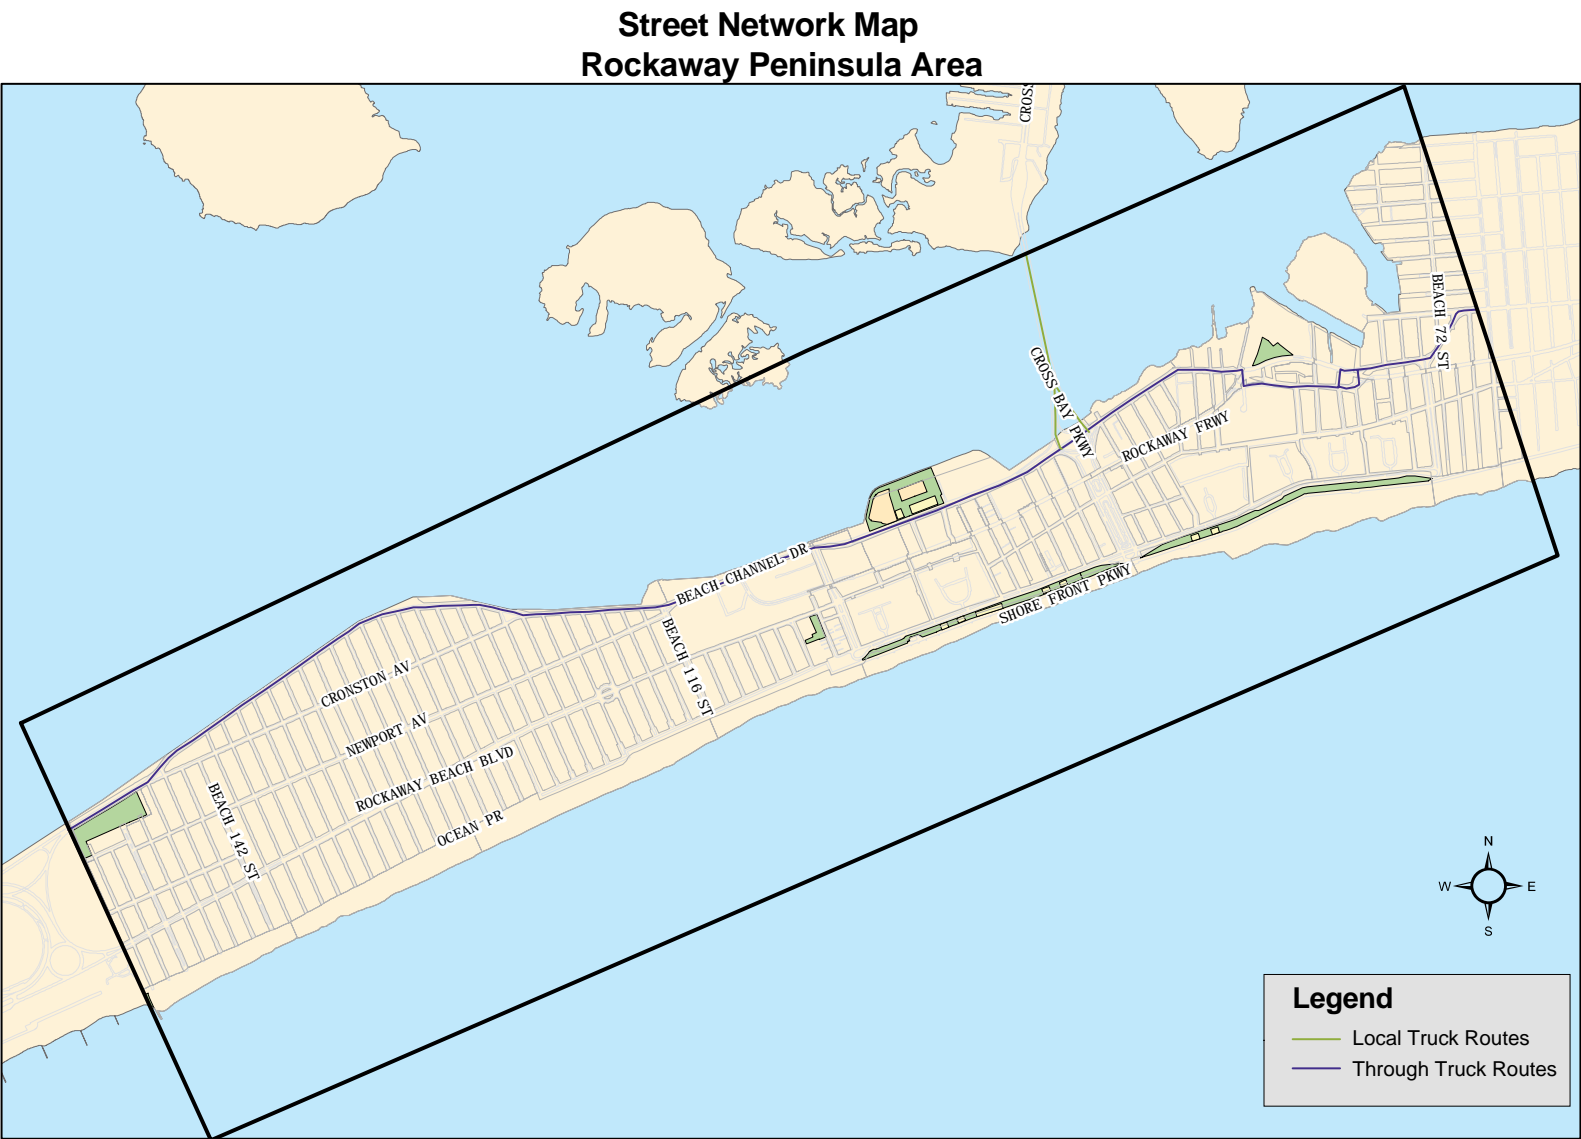 Street Network Map
Rockaway Peninsula Area
CROSS
BEACH 72 ST
CROSS BAY PKWY
ROCKAWAY FRWY
BEACH CHANNEL DR
SHORE FRONT PKWY
BEACH 116 ST
CRONSTON AV
NEWPORT AV
ROCKAWAY BEACH BLVD
BEACH 142 ST
OCEAN PR
N
W E
S
Legend
Local Truck Routes
Through Truck Routes